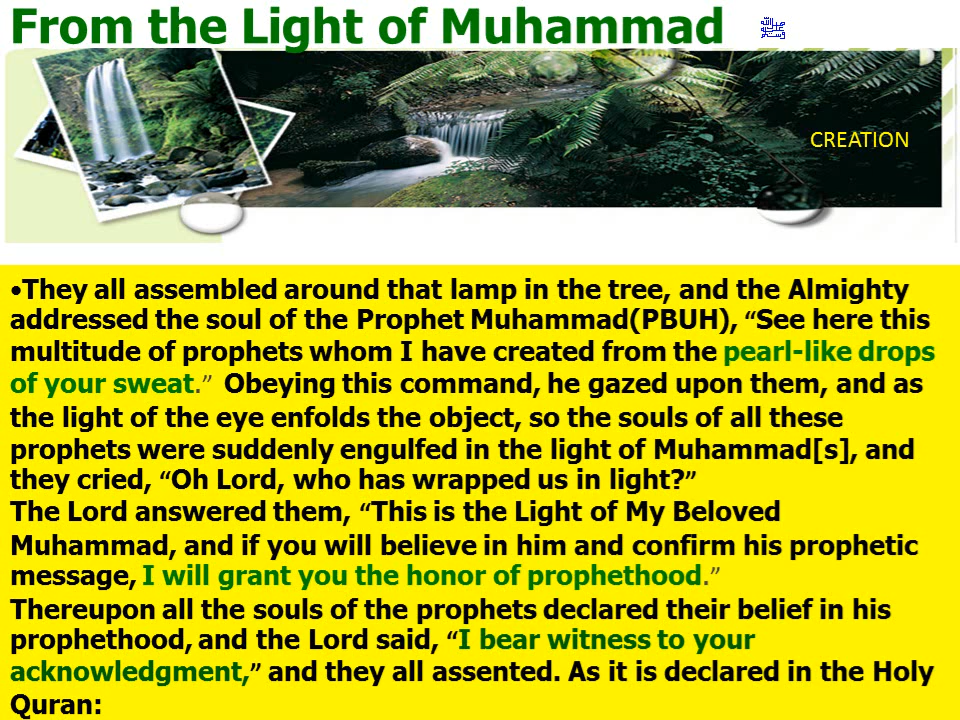 From the Light of Muhammad ﷺ
CREATION
•They all assembled around that lamp in the tree, and the Almighty
addressed the soul of the Prophet Muhammad(PBUH), “See here this
multitude of prophets whom I have created from the pearl-like drops
of your sweat.” Obeying this command, he gazed upon them, and as
the light of the eye enfolds the object, so the souls of all these
prophets were suddenly engulfed in the light of Muhammad[s], and
they cried, “Oh Lord, who has wrapped us in light?”
The Lord answered them, “This is the Light of My Beloved
Muhammad, and if you will believe in him and confirm his prophetic
message, I will grant you the honor of prophethood.”
Thereupon all the souls of the prophets declared their belief in his
prophethood, and the Lord said, “I bear witness to your
acknowledgment,” and they all assented. As it is declared in the Holy
Quran: